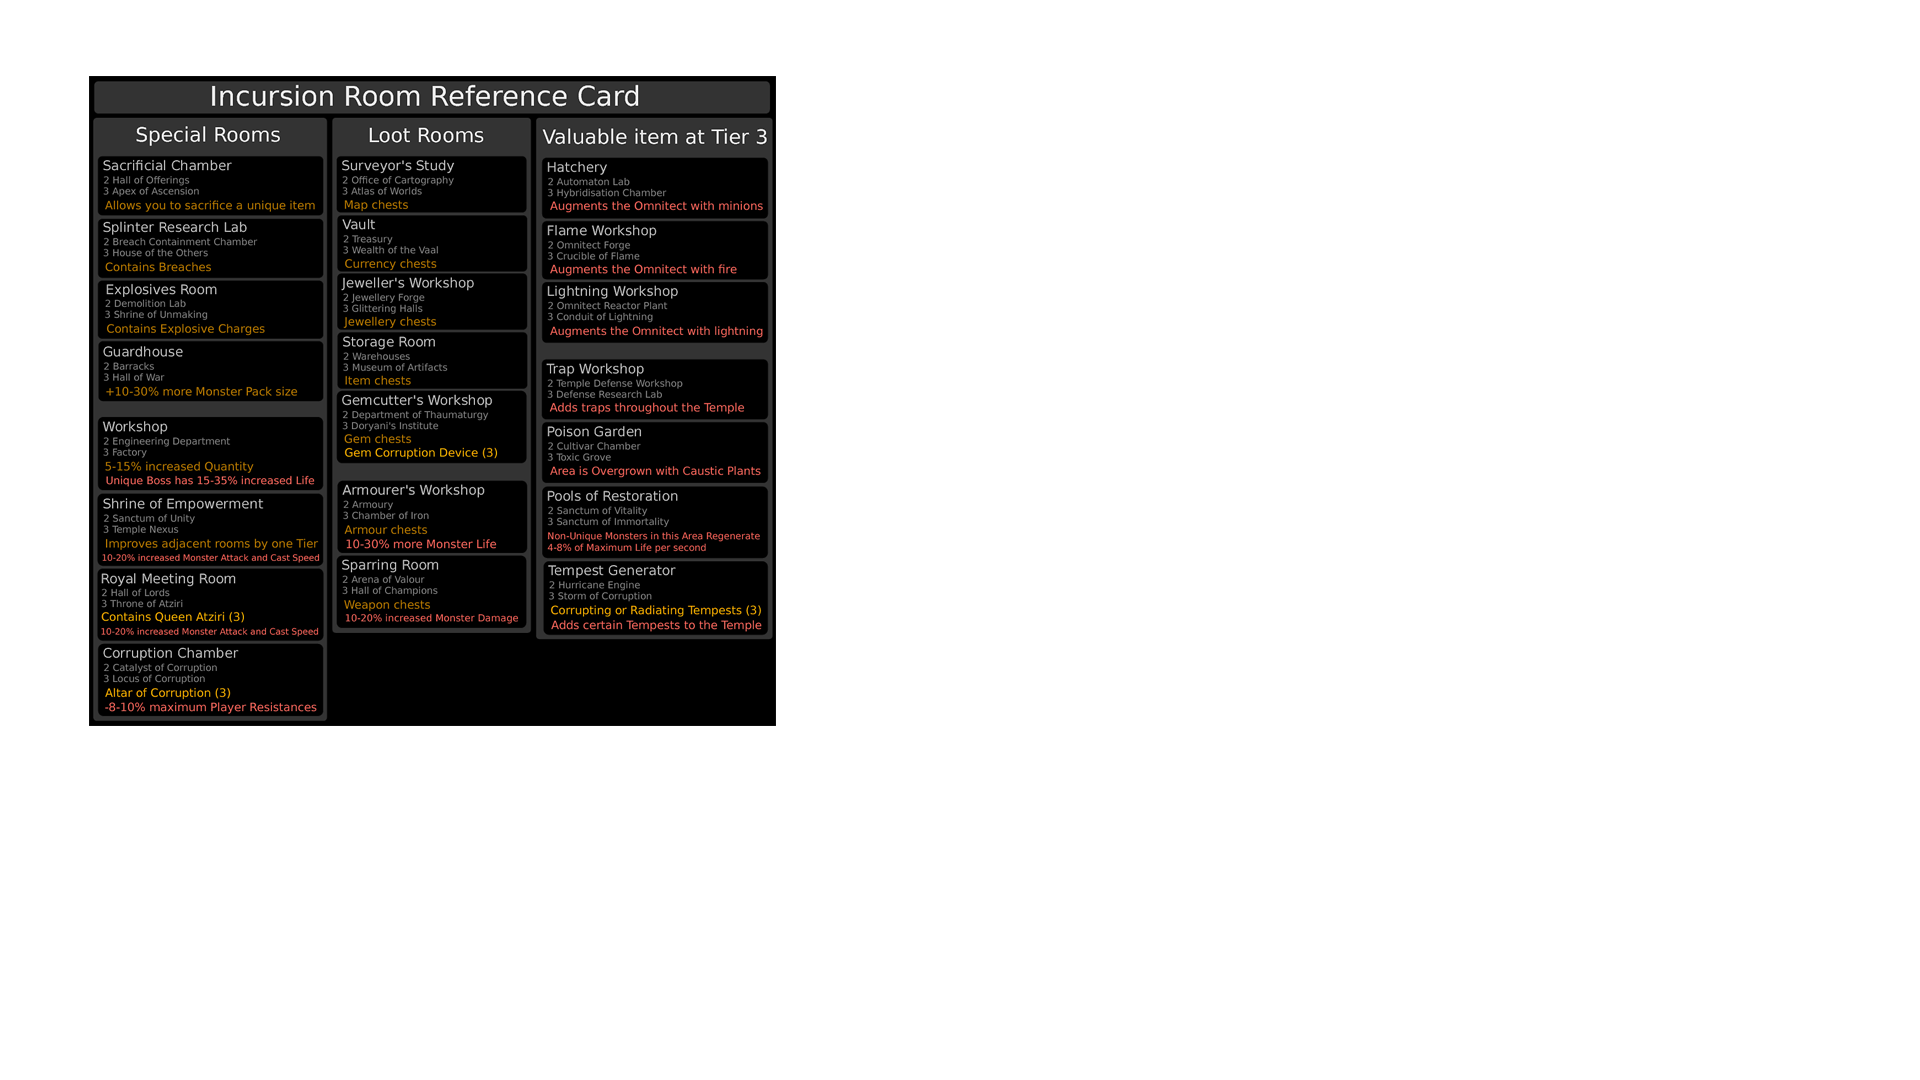 Incursion Room Reference Card
Special Rooms
Sacrificial Chamber
2 Hall of Offerings
3 Apex of Ascension
Allows you to sacrifice a unique item
Splinter Research Lab
2 Breach Containment Chamber
3 House of the Others
Contains Breaches
Explosives Room
2 Demolition Lab
3 Shrine of Unmaking
Contains Explosive Charges
Guardhouse
2 Barracks
3 Hall of War
+10-30% more Monster Pack size
Workshop
2 Engineering Department
3 Factory
5-15% increased Quantity
Unique Boss has 15-35% increased Life
Shrine of Empowerment
2 Sanctum of Unity
3 Temple Nexus
Improves adjacent rooms by one Tier
10-20% increased Monster Attack and Cast Speed
Royal Meeting Room
2 Hall of Lords
3 Throne of Atziri
Contains Queen Atziri (3)
10-20% increased Monster Attack and Cast Speed
Corruption Chamber
2 Catalyst of Corruption
3 Locus of Corruption
Altar of Corruption (3)
-8-10% maximum Player Resistances
Loot Rooms
Surveyor's Study
2 Office of Cartography
3 Atlas of Worlds
Map chests
Vault
2 Treasury
3 Wealth of the Vaal
Currency chests
Jeweller's Workshop
2 Jewellery Forge
3 Glittering Halls
Jewellery chests
Storage Room
2 Warehouses
3 Museum of Artifacts
Item chests
Gemcutter's Workshop
2 Department of Thaumaturgy
3 Doryani's Institute
Gem chests
Gem Corruption Device (3)
Armourer's Workshop
2 Armoury
3 Chamber of Iron
Armour chests
10-30% more Monster Life
Sparring Room
2 Arena of Valour
3 Hall of Champions
Weapon chests
10-20% increased Monster Damage
Valuable item at Tier 3
Hatchery
2 Automaton Lab
3 Hybridisation Chamber
Augments the Omnitect with minions
Flame Workshop
2 Omnitect Forge
3 Crucible of Flame
Augments the Omnitect with fire
Lightning Workshop
2 Omnitect Reactor Plant
3 Conduit of Lightning
Augments the Omnitect with lightning
Trap Workshop
2 Temple Defense Workshop
3 Defense Research Lab
Adds traps throughout the Temple
Poison Garden
2 Cultivar Chamber
3 Toxic Grove
Area is Overgrown with Caustic Plants
Pools of Restoration
2 Sanctum of Vitality
3 Sanctum of Immortality
Non-Unique Monsters in this Area Regenerate
4-8% of Maximum Life per second
Tempest Generator
2 Hurricane Engine
3 Storm of Corruption
Corrupting or Radiating Tempests (3)
Adds certain Tempests to the Temple